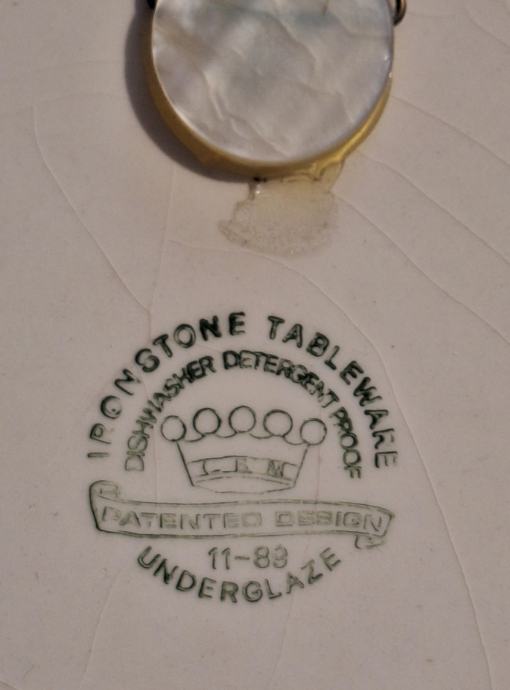 IRONSTONE TABLEWARE
DISHWASHER DETERGENT PROOF
C R M
PATENTED DESIGN
11-83
UNDERGLAZE